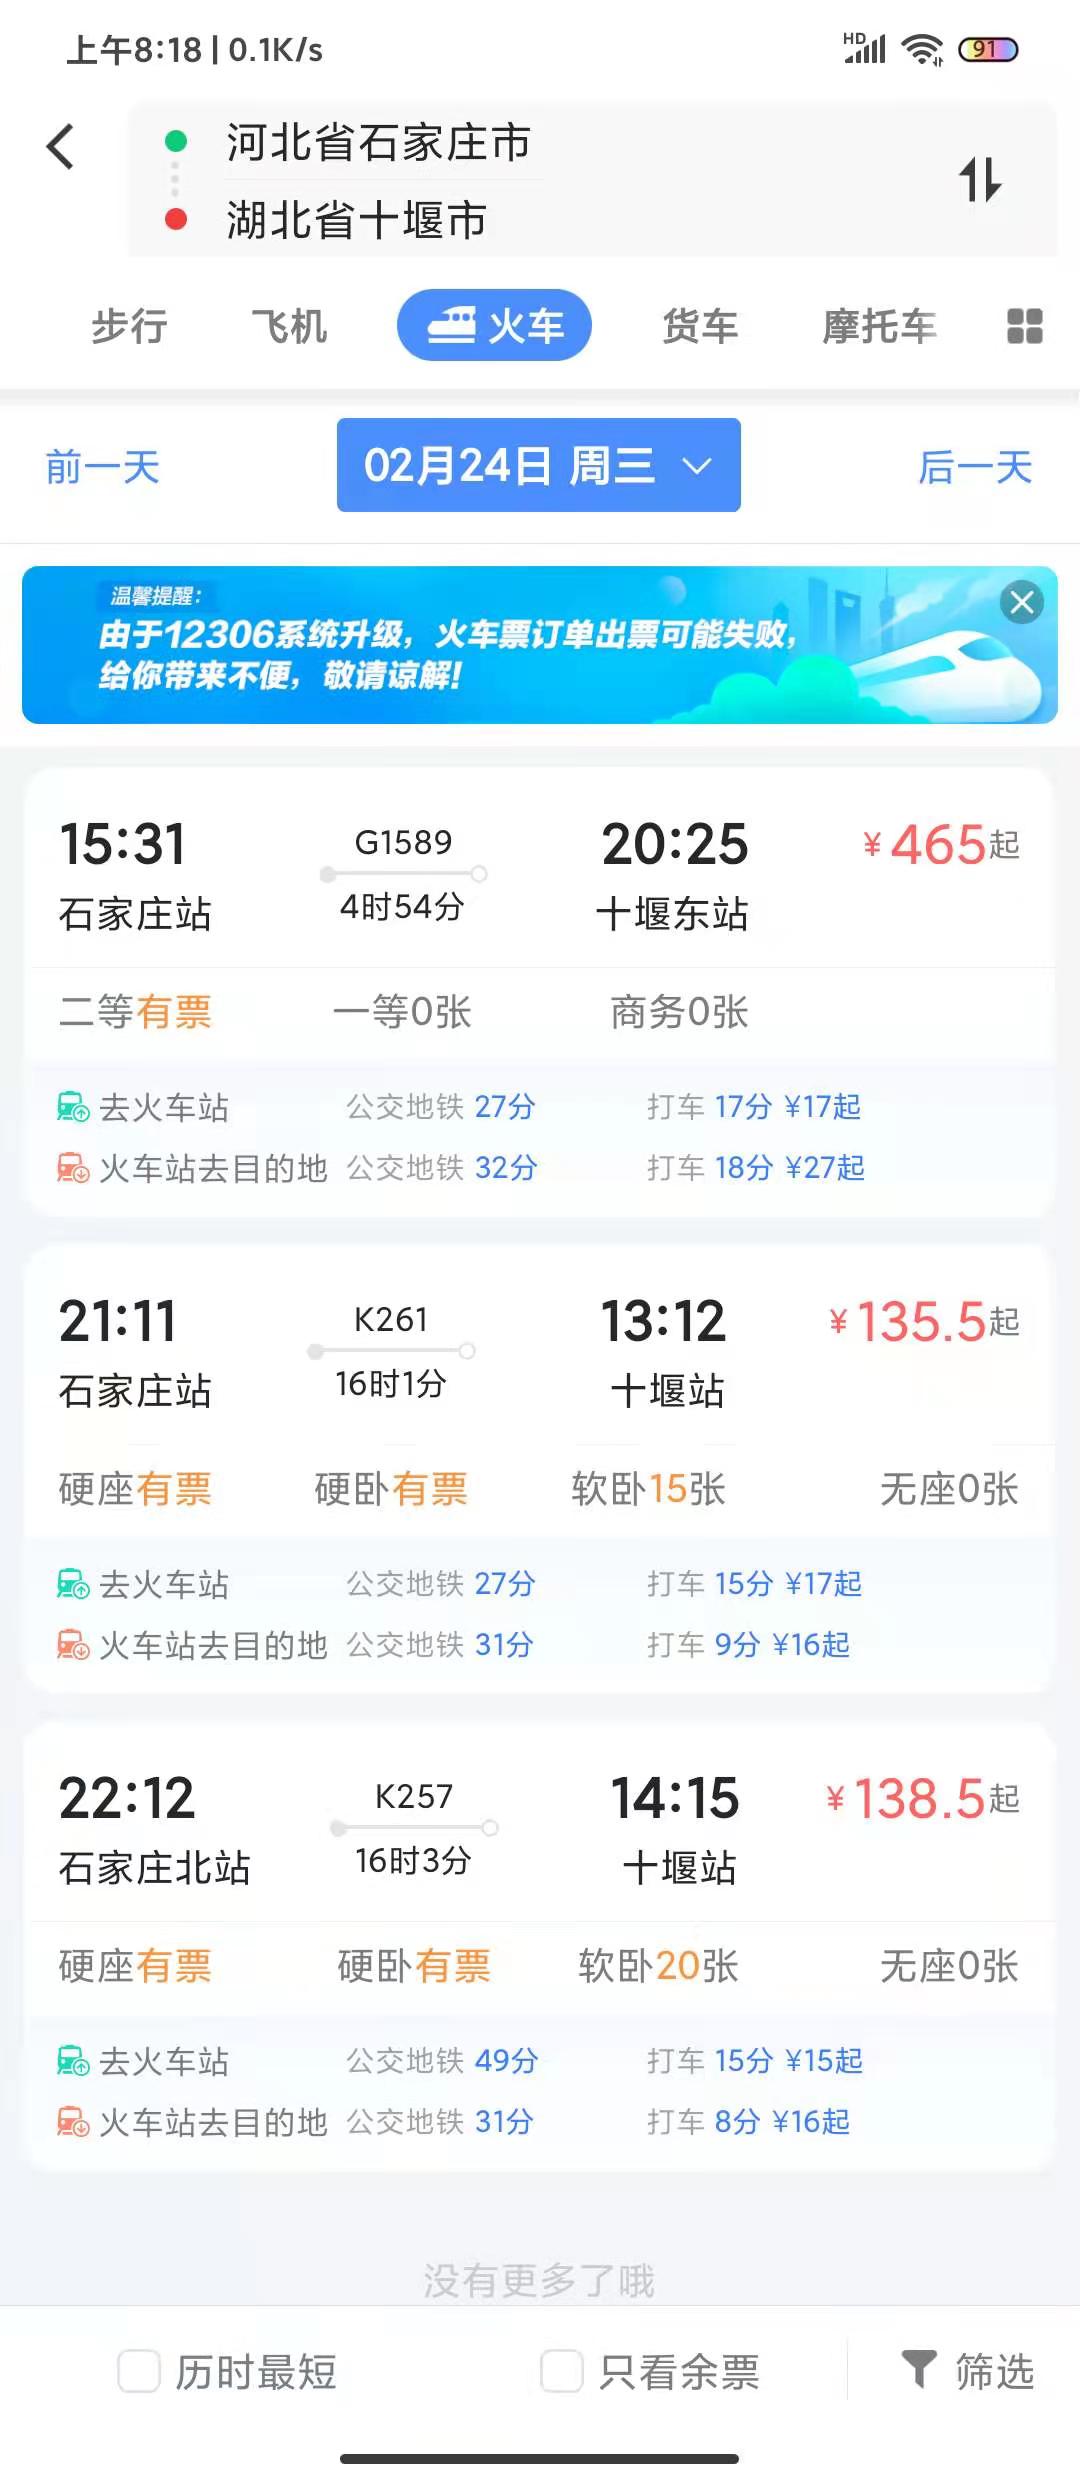 上午8:18 | 0.1K/s
HD
91
河北省石家庄市
湖北省十堰市
步行 飞机 火车 货车 摩托车
前一天 02月24日 周三 后一天
温馨提醒:
由于12306系统升级，火车票订单出票可能失败，
给你带来不便，敬请谅解!
15:31 G1589 20:25 ¥465起
石家庄站 4时54分 十堰东站
二等有票 一等0张 商务0张
去火车站 公交地铁 27分 打车 17分 ¥17起
火车站去目的地 公交地铁 32分 打车 18分 ¥27起
21:11 K261 13:12 ¥135.5起
石家庄站 16时1分 十堰站
硬座有票 硬卧有票 软卧15张 无座0张
去火车站 公交地铁 27分 打车 15分 ¥17起
火车站去目的地 公交地铁 31分 打车 9分 ¥16起
22:12 K257 14:15 ¥138.5起
石家庄北站 16时3分 十堰站
硬座有票 硬卧有票 软卧20张 无座0张
去火车站 公交地铁 49分 打车 15分 ¥15起
火车站去目的地 公交地铁 31分 打车 8分 ¥16起
没有更多了哦
历时最短 只看余票 筛选